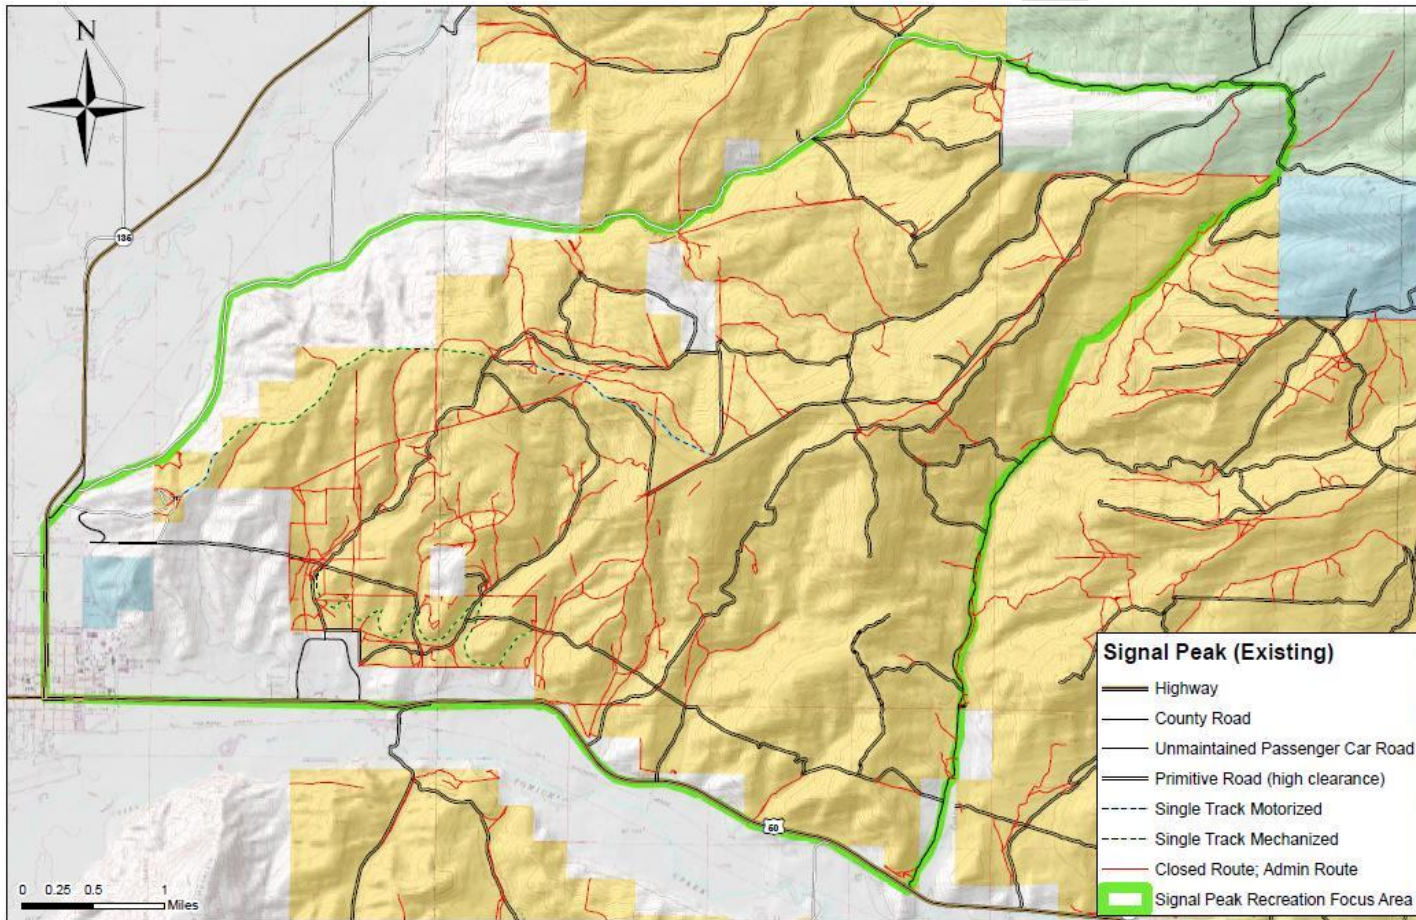 N
136
60
Signal Peak (Existing)
Highway
County Road
Unmaintained Passenger Car Road
Primitive Road (high clearance)
Single Track Motorized
Single Track Mechanized
Closed Route; Admin Route
Signal Peak Recreation Focus Area
0 0.25 0.5 1
Miles